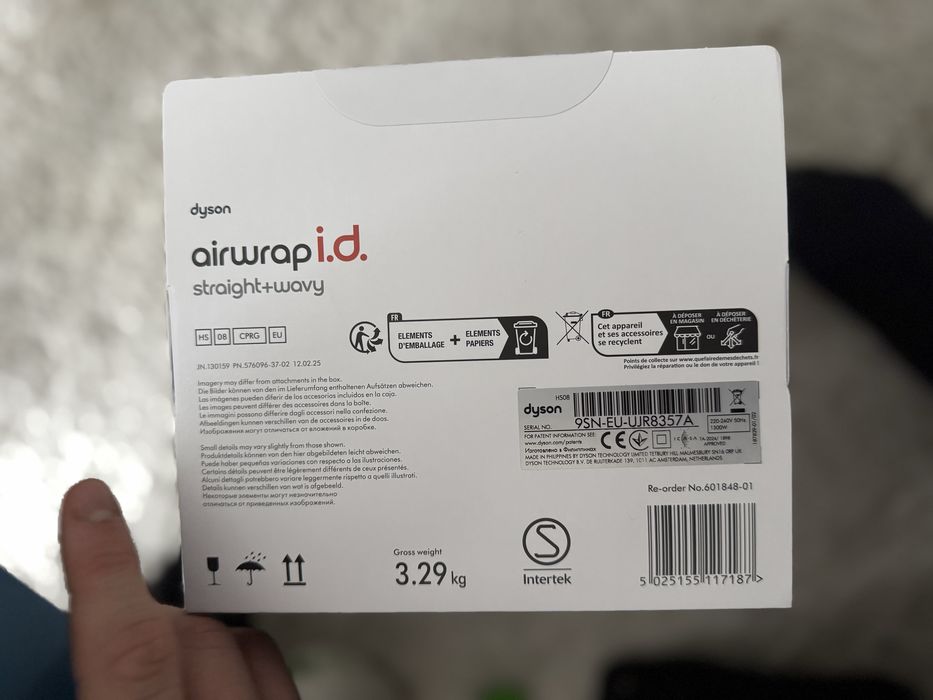 dyson
airwrap i.d.
straight+wavy
HS 08 CPRG EU
JN.130159 PN.576096-37-02 12.02.25
Imagery may differ from attachments in the box.
Die Bilder können von den im Lieferumfang enthaltenen Aufsätzen abweichen.
Las imágenes pueden diferir de los accesorios incluidos en la caja.
Les images peuvent différer des accessoires dans la boîte.
Le immagini possono differire dagli accessori nella confezione.
Afbeeldingen kunnen verschillen van de accessoires in de doos.
Изображения могут отличаться от вложений в коробке.
Small details may vary slightly from those shown.
Produktdetails können von den hier abgebildeten leicht abweichen.
Puede haber pequeñas variaciones con respecto a las ilustraciones.
Certains détails peuvent être légèrement différents de ceux présentés.
Alcuni dettagli potrebbero variare leggermente rispetto a quelli illustrati.
Details kunnen verschillen van wat is afgebeeld.
Некоторые элементы могут незначительно
отличаться от приведенных изображений.
FR
ELEMENTS
D'EMBALLAGE
+
ELEMENTS
PAPIERS
FR
Cet appareil
et ses accessoires
se recyclent
À DÉPOSER
EN MAGASIN
OU
À DÉPOSER
EN DÉCHÈTERIE
Points de collecte sur www.quefairedemesdechets.fr
Privilégiez la réparation ou le don de votre appareil !
HS08
dyson
SERIAL NO.
9SN-EU-UJR8357A
FOR PATENT INFORMATION SEE:
www.dyson.com/patents
220-240V 50Hz
1300W
CE
TA-2024/ 1898
APPROVED
Изготовлено в Филиппинах
MADE IN PHILIPPINES BY DYSON TECHNOLOGY LIMITED TETBURY HILL MALMESBURY SN16 0RP UK
DYSON TECHNOLOGY B.V. DE RUIJTERKADE 139, 1011 AC AMSTERDAM, NETHERLANDS.
Re-order No.601848-01
5 025155 117187 >
Gross weight
3.29 kg
S
Intertek